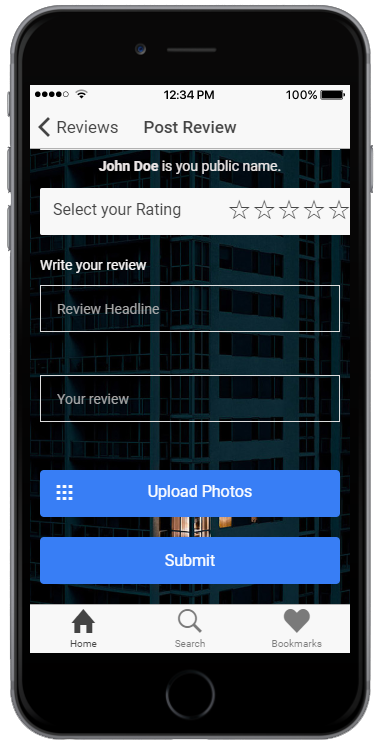 12:34 PM 100%
Reviews Post Review
John Doe is you public name.
Select your Rating
Write your review
Review Headline
Your review
Upload Photos
Submit
Home Search Bookmarks